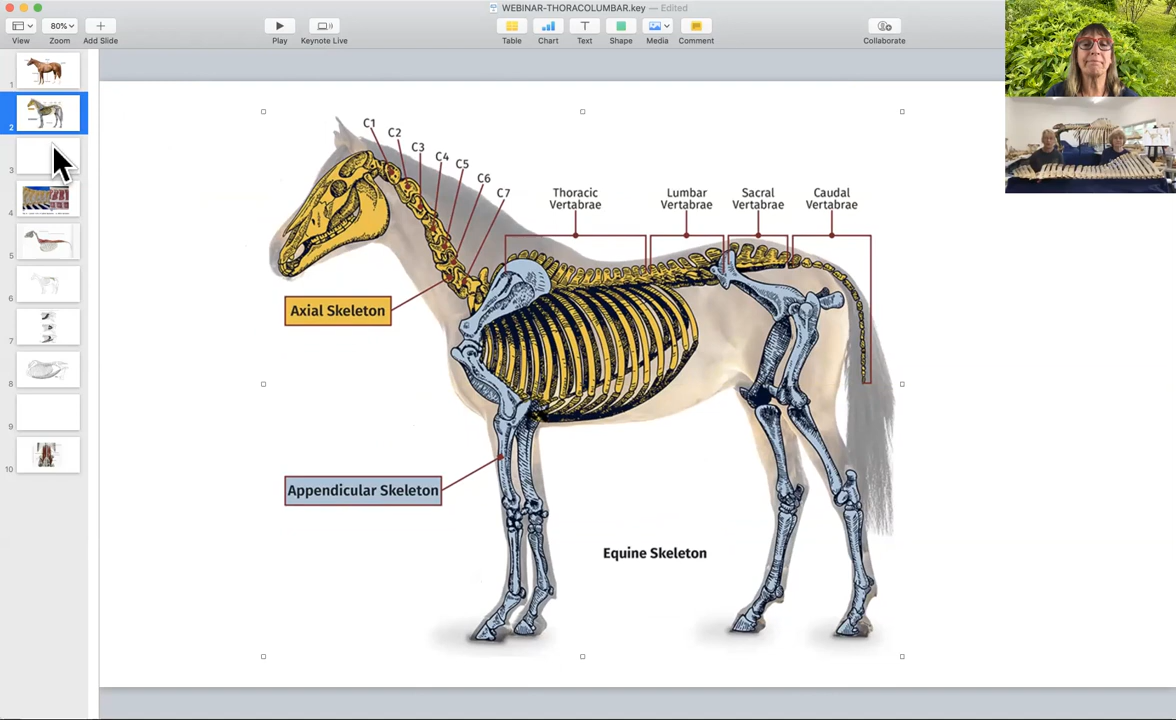 WEBINAR-THORACOLUMBAR.key — Edited
80%
View
Zoom
Add Slide
Play
Keynote Live
Table
Chart
Text
Shape
Media
Comment
Collaborate
1
2
3
4
5
6
7
8
9
10
C1
C2
C3
C4
C5
C6
C7
Thoracic
Vertabrae
Lumbar
Vertabrae
Sacral
Vertabrae
Caudal
Vertabrae
Axial Skeleton
Appendicular Skeleton
Equine Skeleton